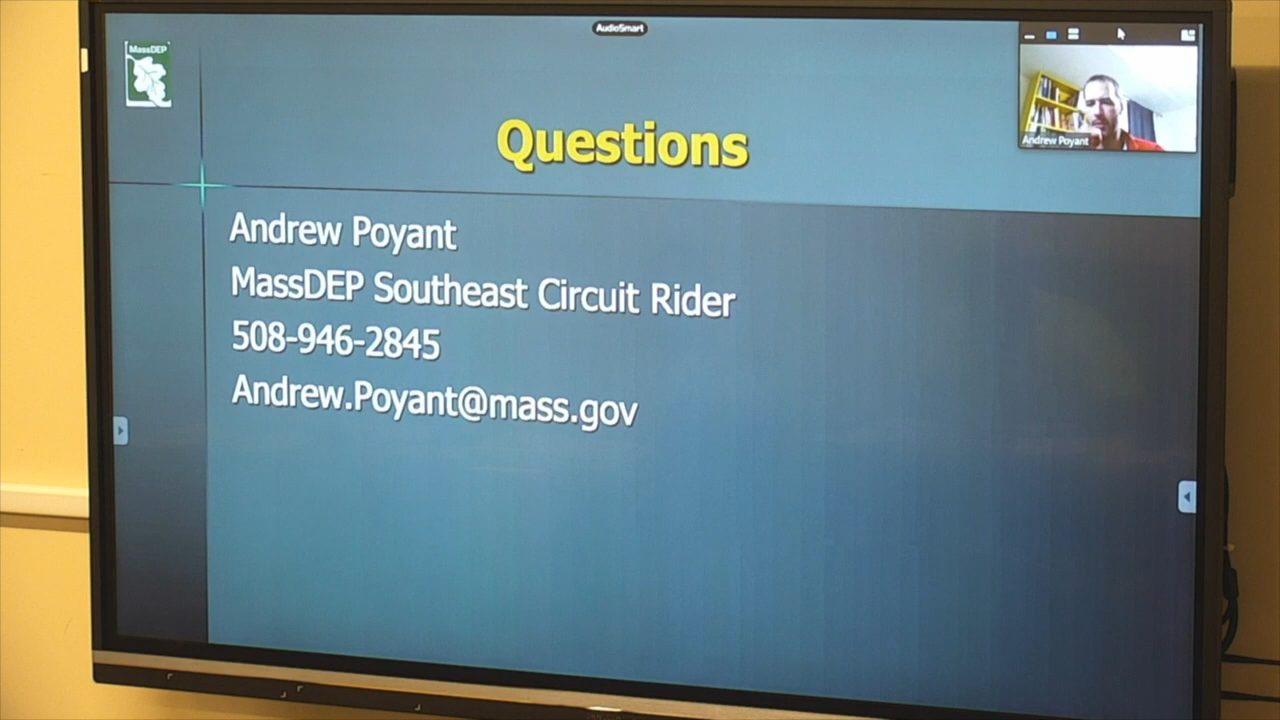 AudioSmart
MassDEP
Questions
Andrew Poyant
Andrew Poyant
MassDEP Southeast Circuit Rider
508-946-2845
Andrew.Poyant@mass.gov